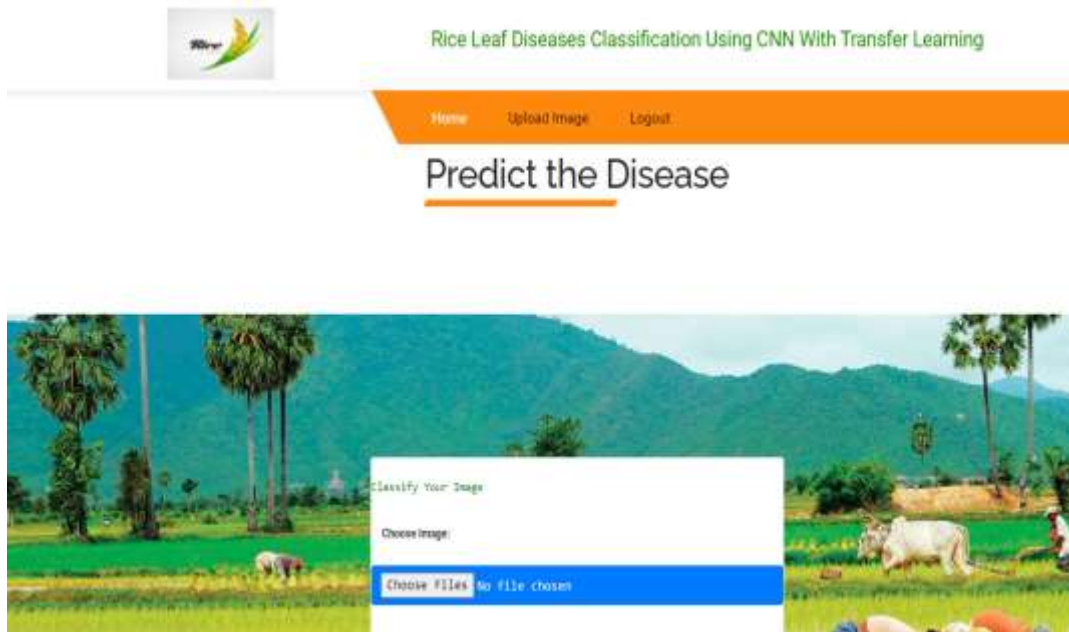 Rice
Rice Leaf Diseases Classification Using CNN With Transfer Learning
Home Upload Image Logout
Predict the Disease
Classify Your Image
Choose Image:
Choose Files No file chosen